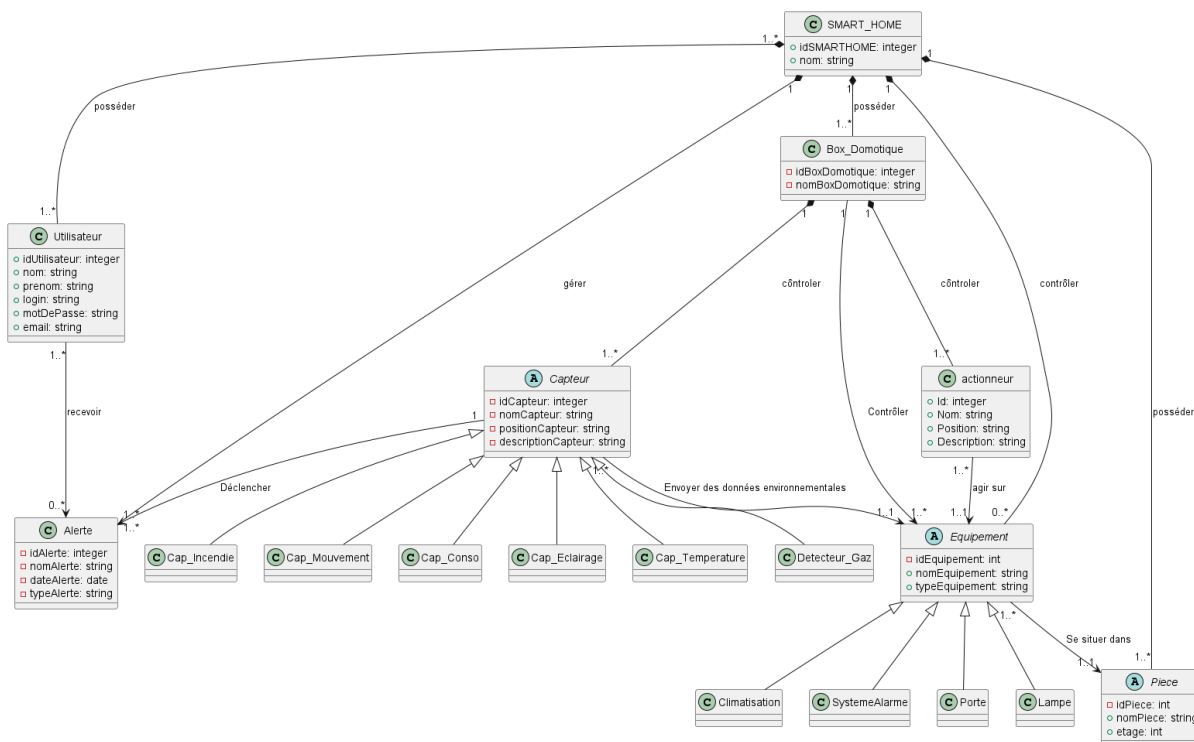 C SMART_HOME
idSMARTHOME: integer
nom: string
1..*
1
1
1
1
1
posséder
posséder
1..*
C Box_Domotique
idBoxDomotique: integer
nomBoxDomotique: string
1
1
1
1..*
C Utilisateur
idUtilisateur: integer
nom: string
prenom: string
login: string
motDePasse: string
email: string
1..*
gérer
côntroler
côntroler
contrôler
1..*
1..*
A Capteur
idCapteur: integer
nomCapteur: string
positionCapteur: string
descriptionCapteur: string
1
1..*
C actionneur
Id: integer
Nom: string
Position: string
Description: string
1..*
recevoir
Contrôler
posséder
Déclencher
Envoyer des données environnementales
agir sur
0..*
1..*
1..*
1..1
1..*
1..1
0..*
C Alerte
idAlerte: integer
nomAlerte: string
dateAlerte: date
typeAlerte: string
C Cap_Incendie
C Cap_Mouvement
C Cap_Conso
C Cap_Eclairage
C Cap_Temperature
C Detecteur_Gaz
A Equipement
idEquipement: int
nomEquipement: string
typeEquipement: string
1..*
Se situer dans
1..1
1..*
C Climatisation
C SystemeAlarme
C Porte
C Lampe
A Piece
idPiece: int
nomPiece: string
etage: int